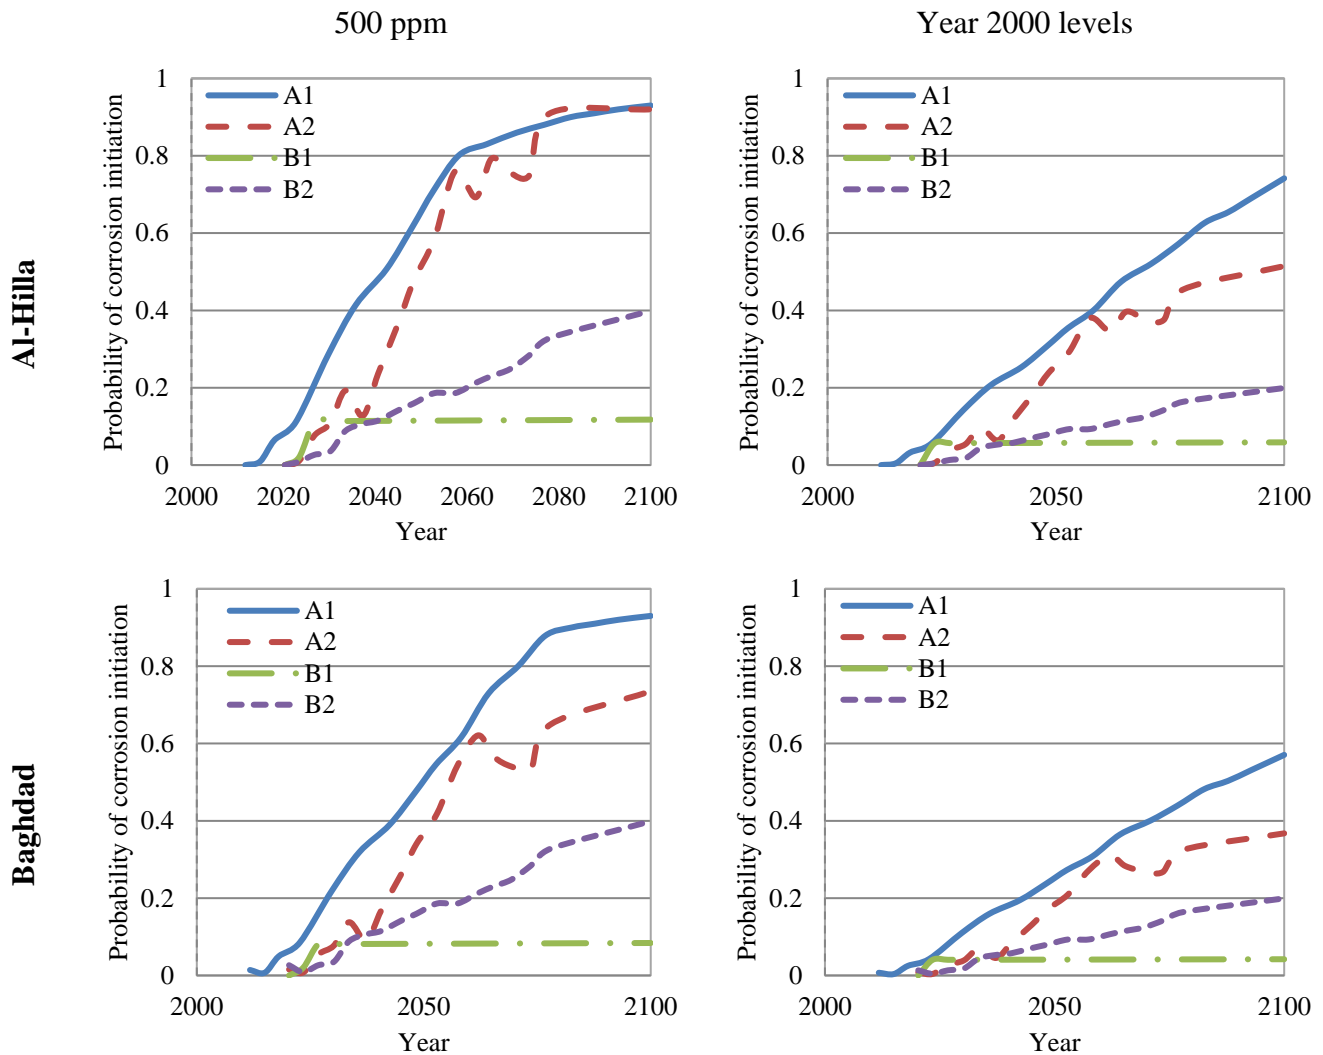 500 ppm
Year 2000 levels
Al-Hilla
Probability of corrosion initiation
1
0.8
0.6
0.4
0.2
0
A1
A2
B1
B2
2000 2020 2040 2060 2080 2100
Year
Probability of corrosion initiation
1
0.8
0.6
0.4
0.2
0
A1
A2
B1
B2
2000 2050 2100
Year
Baghdad
Probability of corrosion initiation
1
0.8
0.6
0.4
0.2
0
A1
A2
B1
B2
2000 2050 2100
Year
Probability of corrosion initiation
1
0.8
0.6
0.4
0.2
0
A1
A2
B1
B2
2000 2050 2100
Year